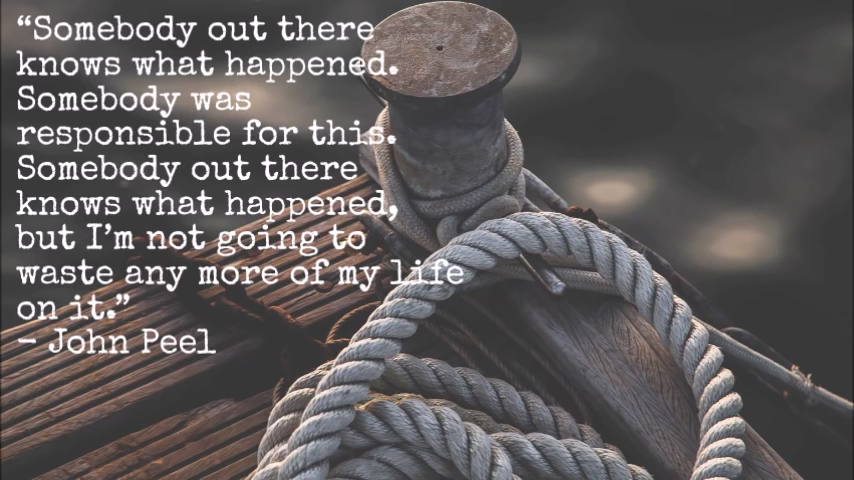 “Somebody out there
knows what happened.
Somebody was
responsible for this.
Somebody out there
knows what happened,
but I’m not going to
waste any more of my life
on it.”
– John Peel